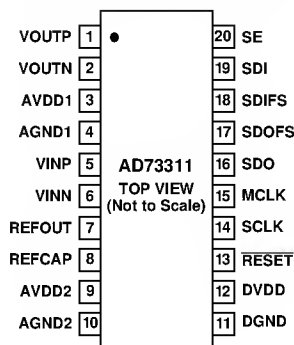 VOUTP 1 20 SE
VOUTN 2 19 SDI
AVDD1 3 18 SDIFS
AGND1 4 17 SDOFS
VINP 5 AD73311 16 SDO
VINN 6 TOP VIEW 15 MCLK
(Not to Scale)
REFOUT 7 14 SCLK
REFCAP 8 13 RESET
AVDD2 9 12 DVDD
AGND2 10 11 DGND